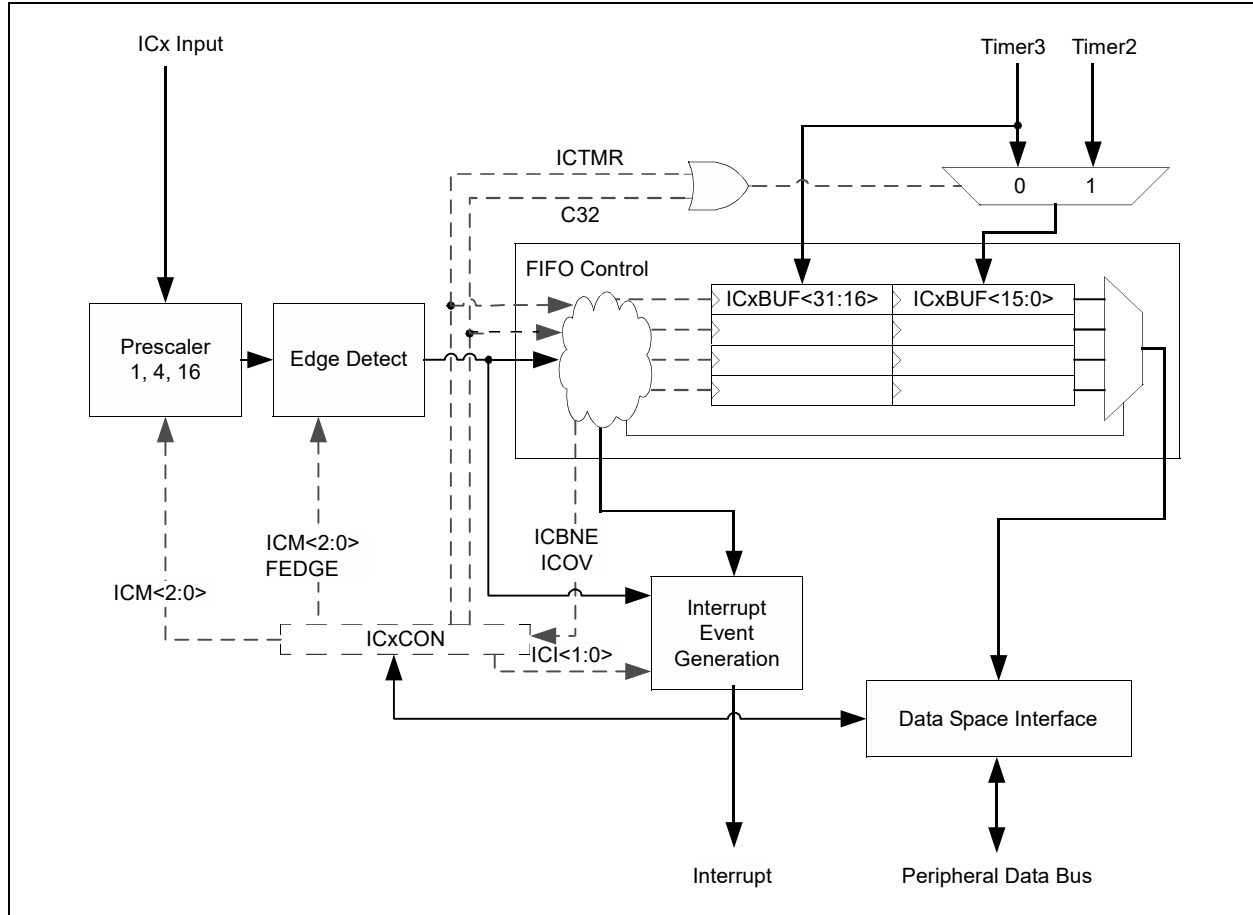 ICx Input
Timer3
Timer2
ICTMR
0
1
C32
FIFO Control
ICxBUF<31:16>
ICxBUF<15:0>
Prescaler
1, 4, 16
Edge Detect
ICBNE
ICOV
ICM<2:0>
FEDGE
ICM<2:0>
Interrupt
Event
Generation
ICxCON
ICI<1:0>
Data Space Interface
Interrupt
Peripheral Data Bus